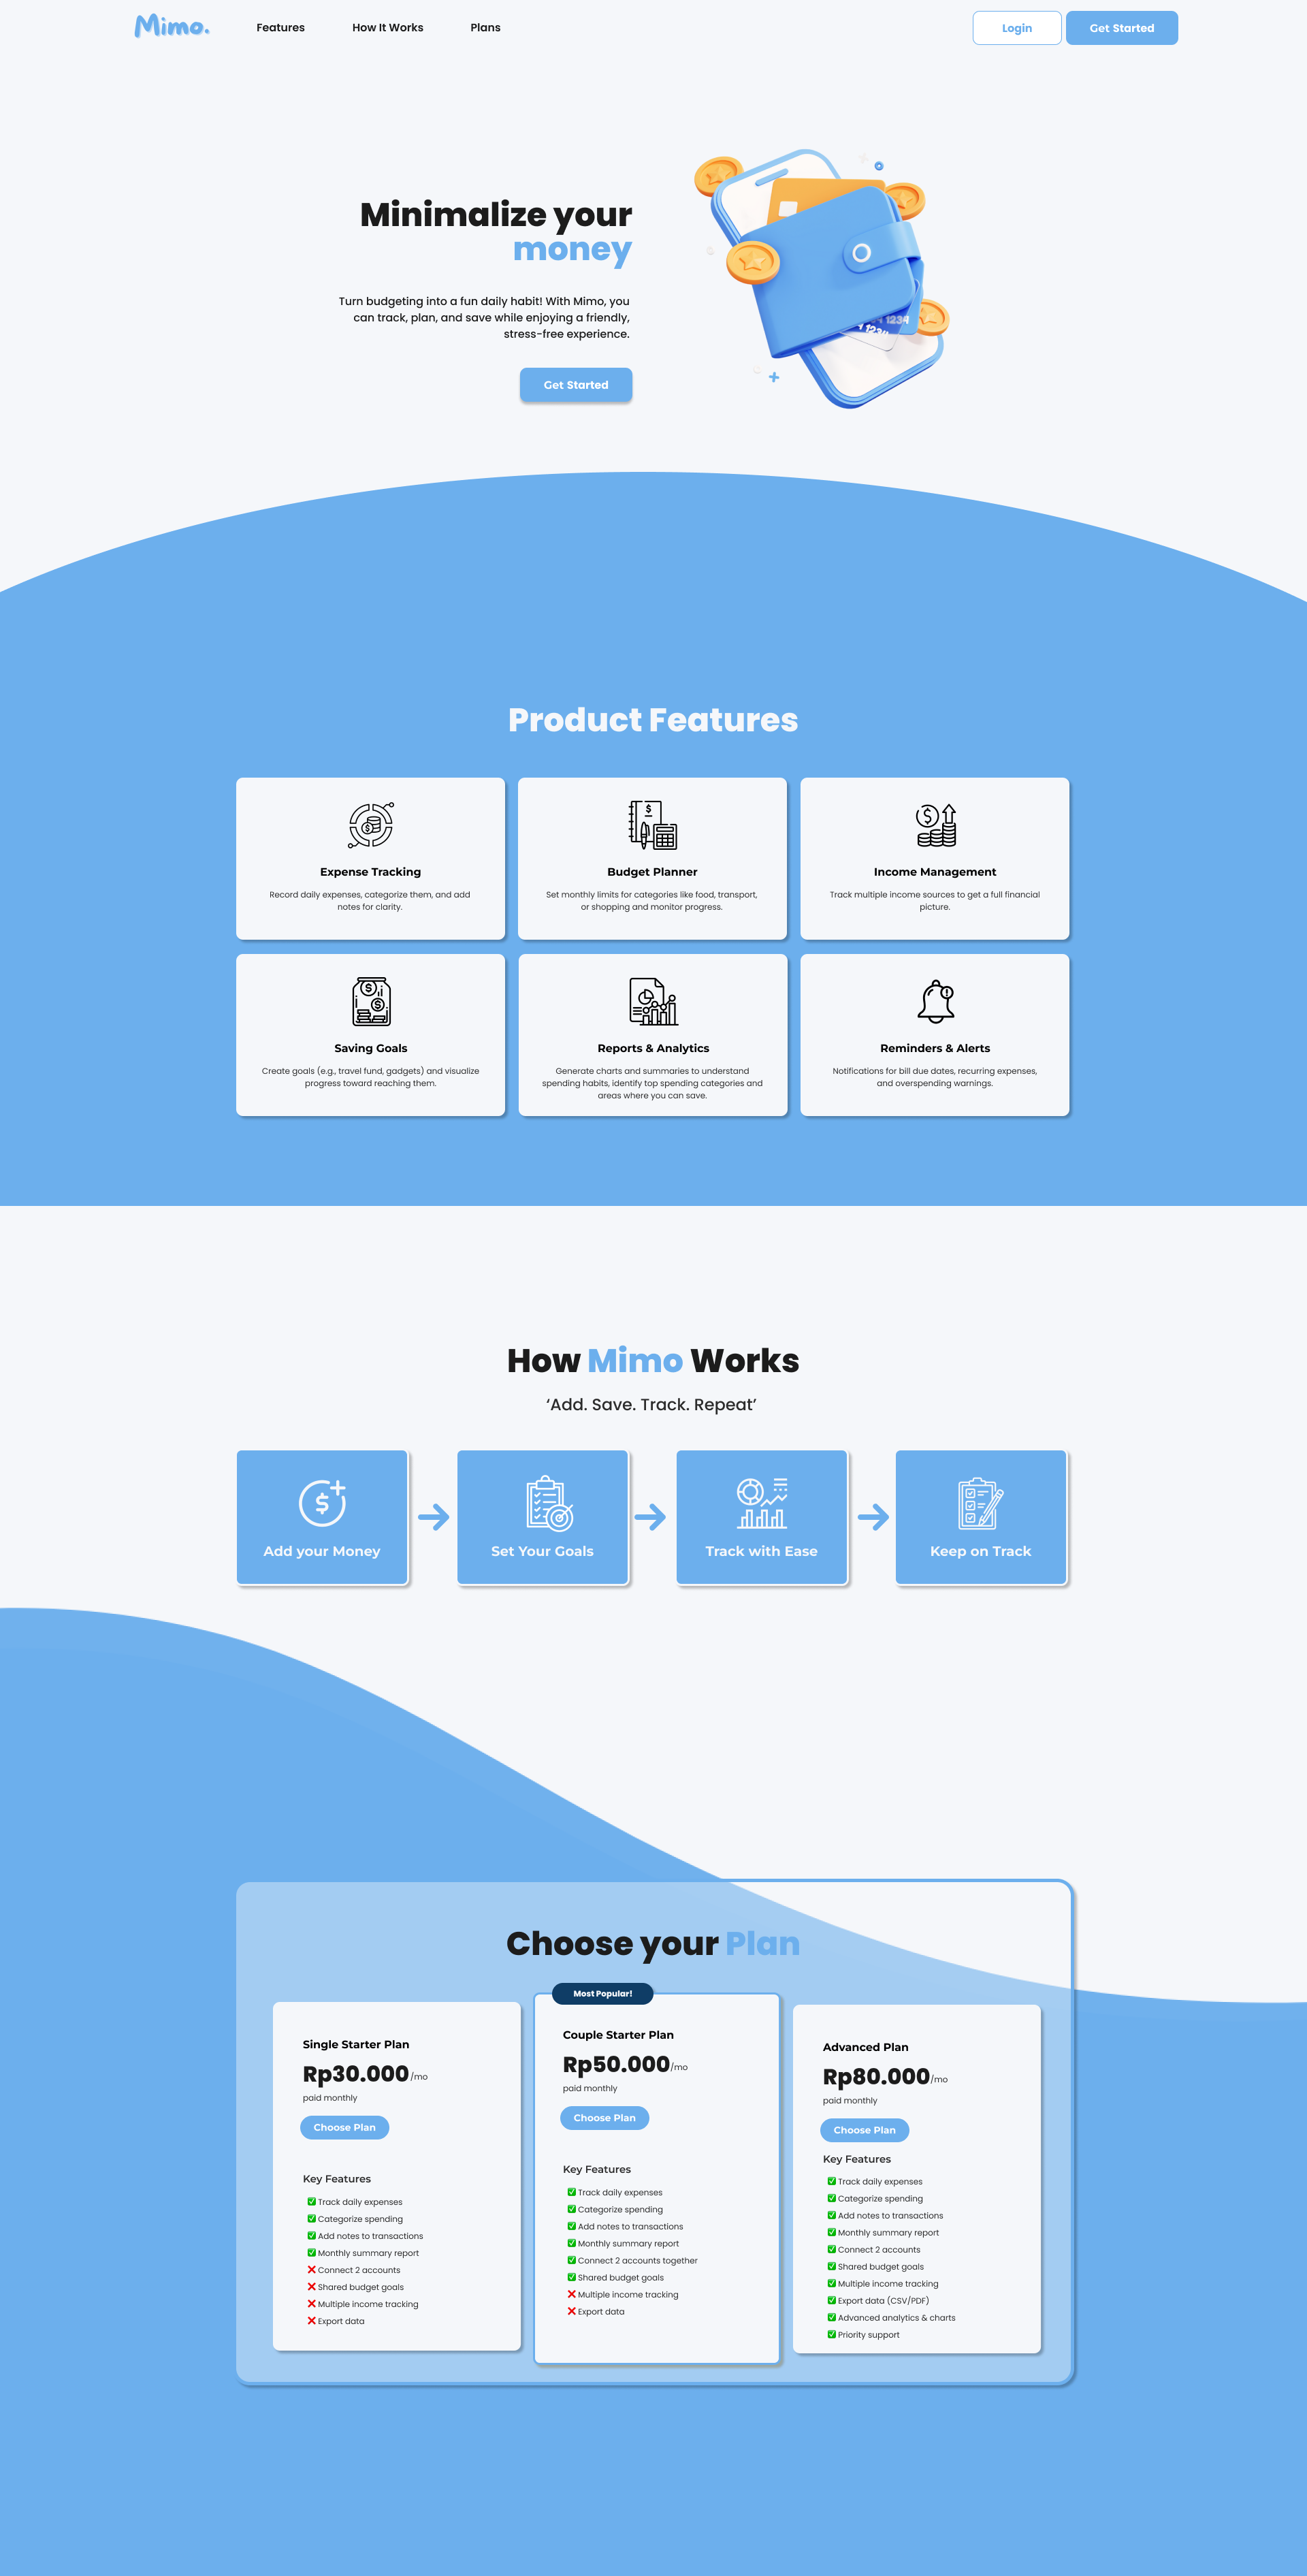 Mimo.
Features
How It Works
Plans
Login
Get Started
Minimalize your
money
Turn budgeting into a fun daily habit! With Mimo, you
can track, plan, and save while enjoying a friendly,
stress-free experience.
Get Started
1234
1234
Product Features
Expense Tracking
Record daily expenses, categorize them, and add
notes for clarity.
Budget Planner
Set monthly limits for categories like food, transport,
or shopping and monitor progress.
Income Management
Track multiple income sources to get a full financial
picture.
Saving Goals
Create goals (e.g., travel fund, gadgets) and visualize
progress toward reaching them.
Reports & Analytics
Generate charts and summaries to understand
spending habits, identify top spending categories and
areas where you can save.
Reminders & Alerts
Notifications for bill due dates, recurring expenses,
and overspending warnings.
How Mimo Works
‘Add. Save. Track. Repeat’
Add your Money
Set Your Goals
Track with Ease
Keep on Track
Choose your Plan
Single Starter Plan
Rp30.000/mo
paid monthly
Choose Plan
Key Features
✅ Track daily expenses
✅ Categorize spending
✅ Add notes to transactions
✅ Monthly summary report
❌ Connect 2 accounts
❌ Shared budget goals
❌ Multiple income tracking
❌ Export data
Most Popular!
Couple Starter Plan
Rp50.000/mo
paid monthly
Choose Plan
Key Features
✅ Track daily expenses
✅ Categorize spending
✅ Add notes to transactions
✅ Monthly summary report
✅ Connect 2 accounts together
✅ Shared budget goals
❌ Multiple income tracking
❌ Export data
Advanced Plan
Rp80.000/mo
paid monthly
Choose Plan
Key Features
✅ Track daily expenses
✅ Categorize spending
✅ Add notes to transactions
✅ Monthly summary report
✅ Connect 2 accounts
✅ Shared budget goals
✅ Multiple income tracking
✅ Export data (CSV/PDF)
✅ Advanced analytics & charts
✅ Priority support